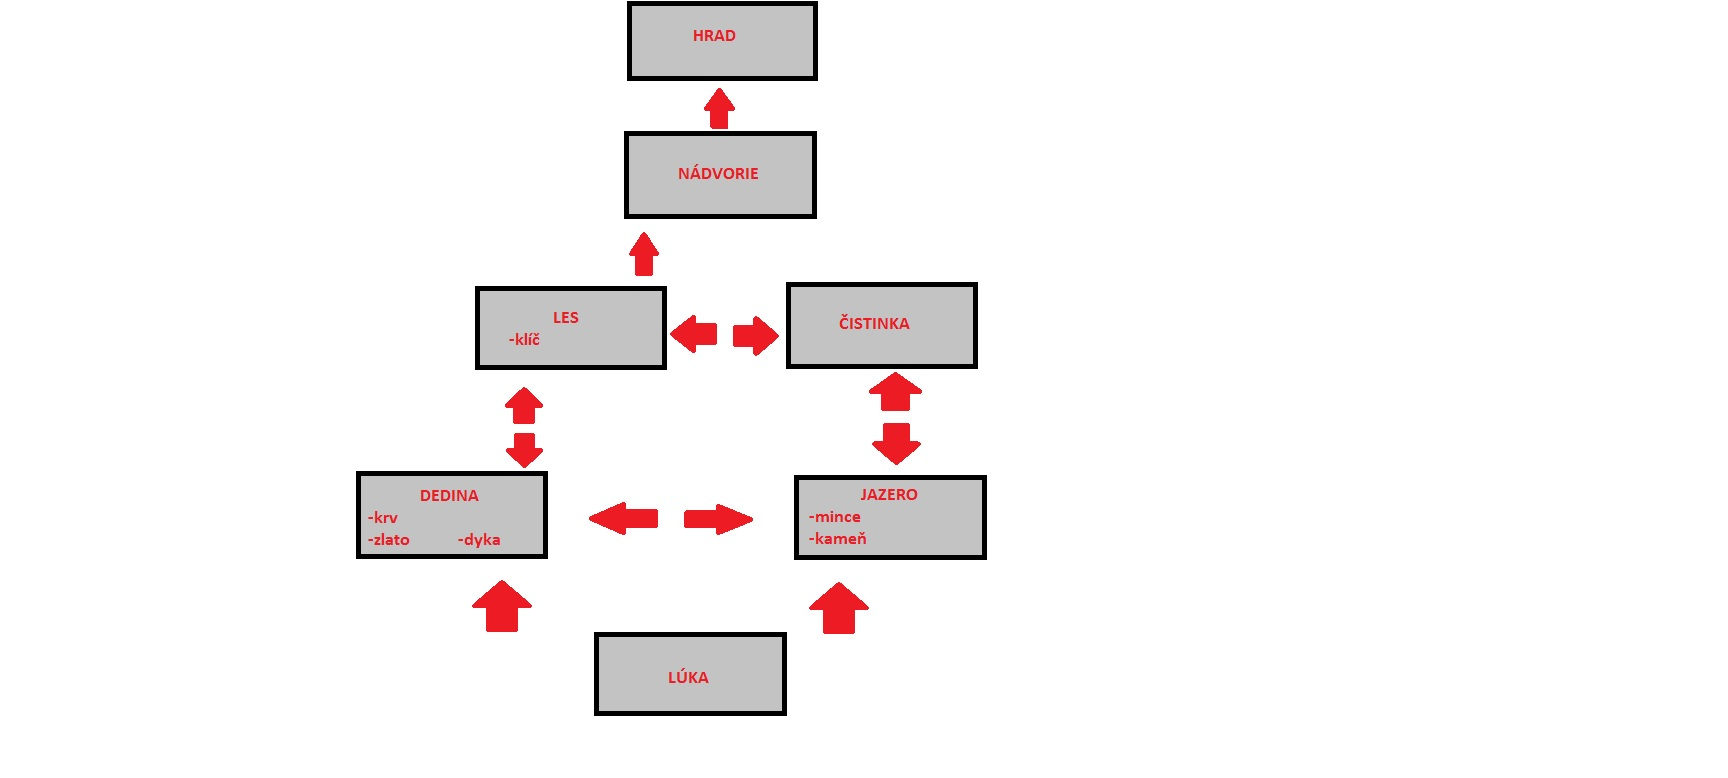 HRAD
NÁDVORIE
LES
-klíč
ČISTINKA
DEDINA
-krv
-zlato -dyka
JAZERO
-mince
-kameň
LÚKA